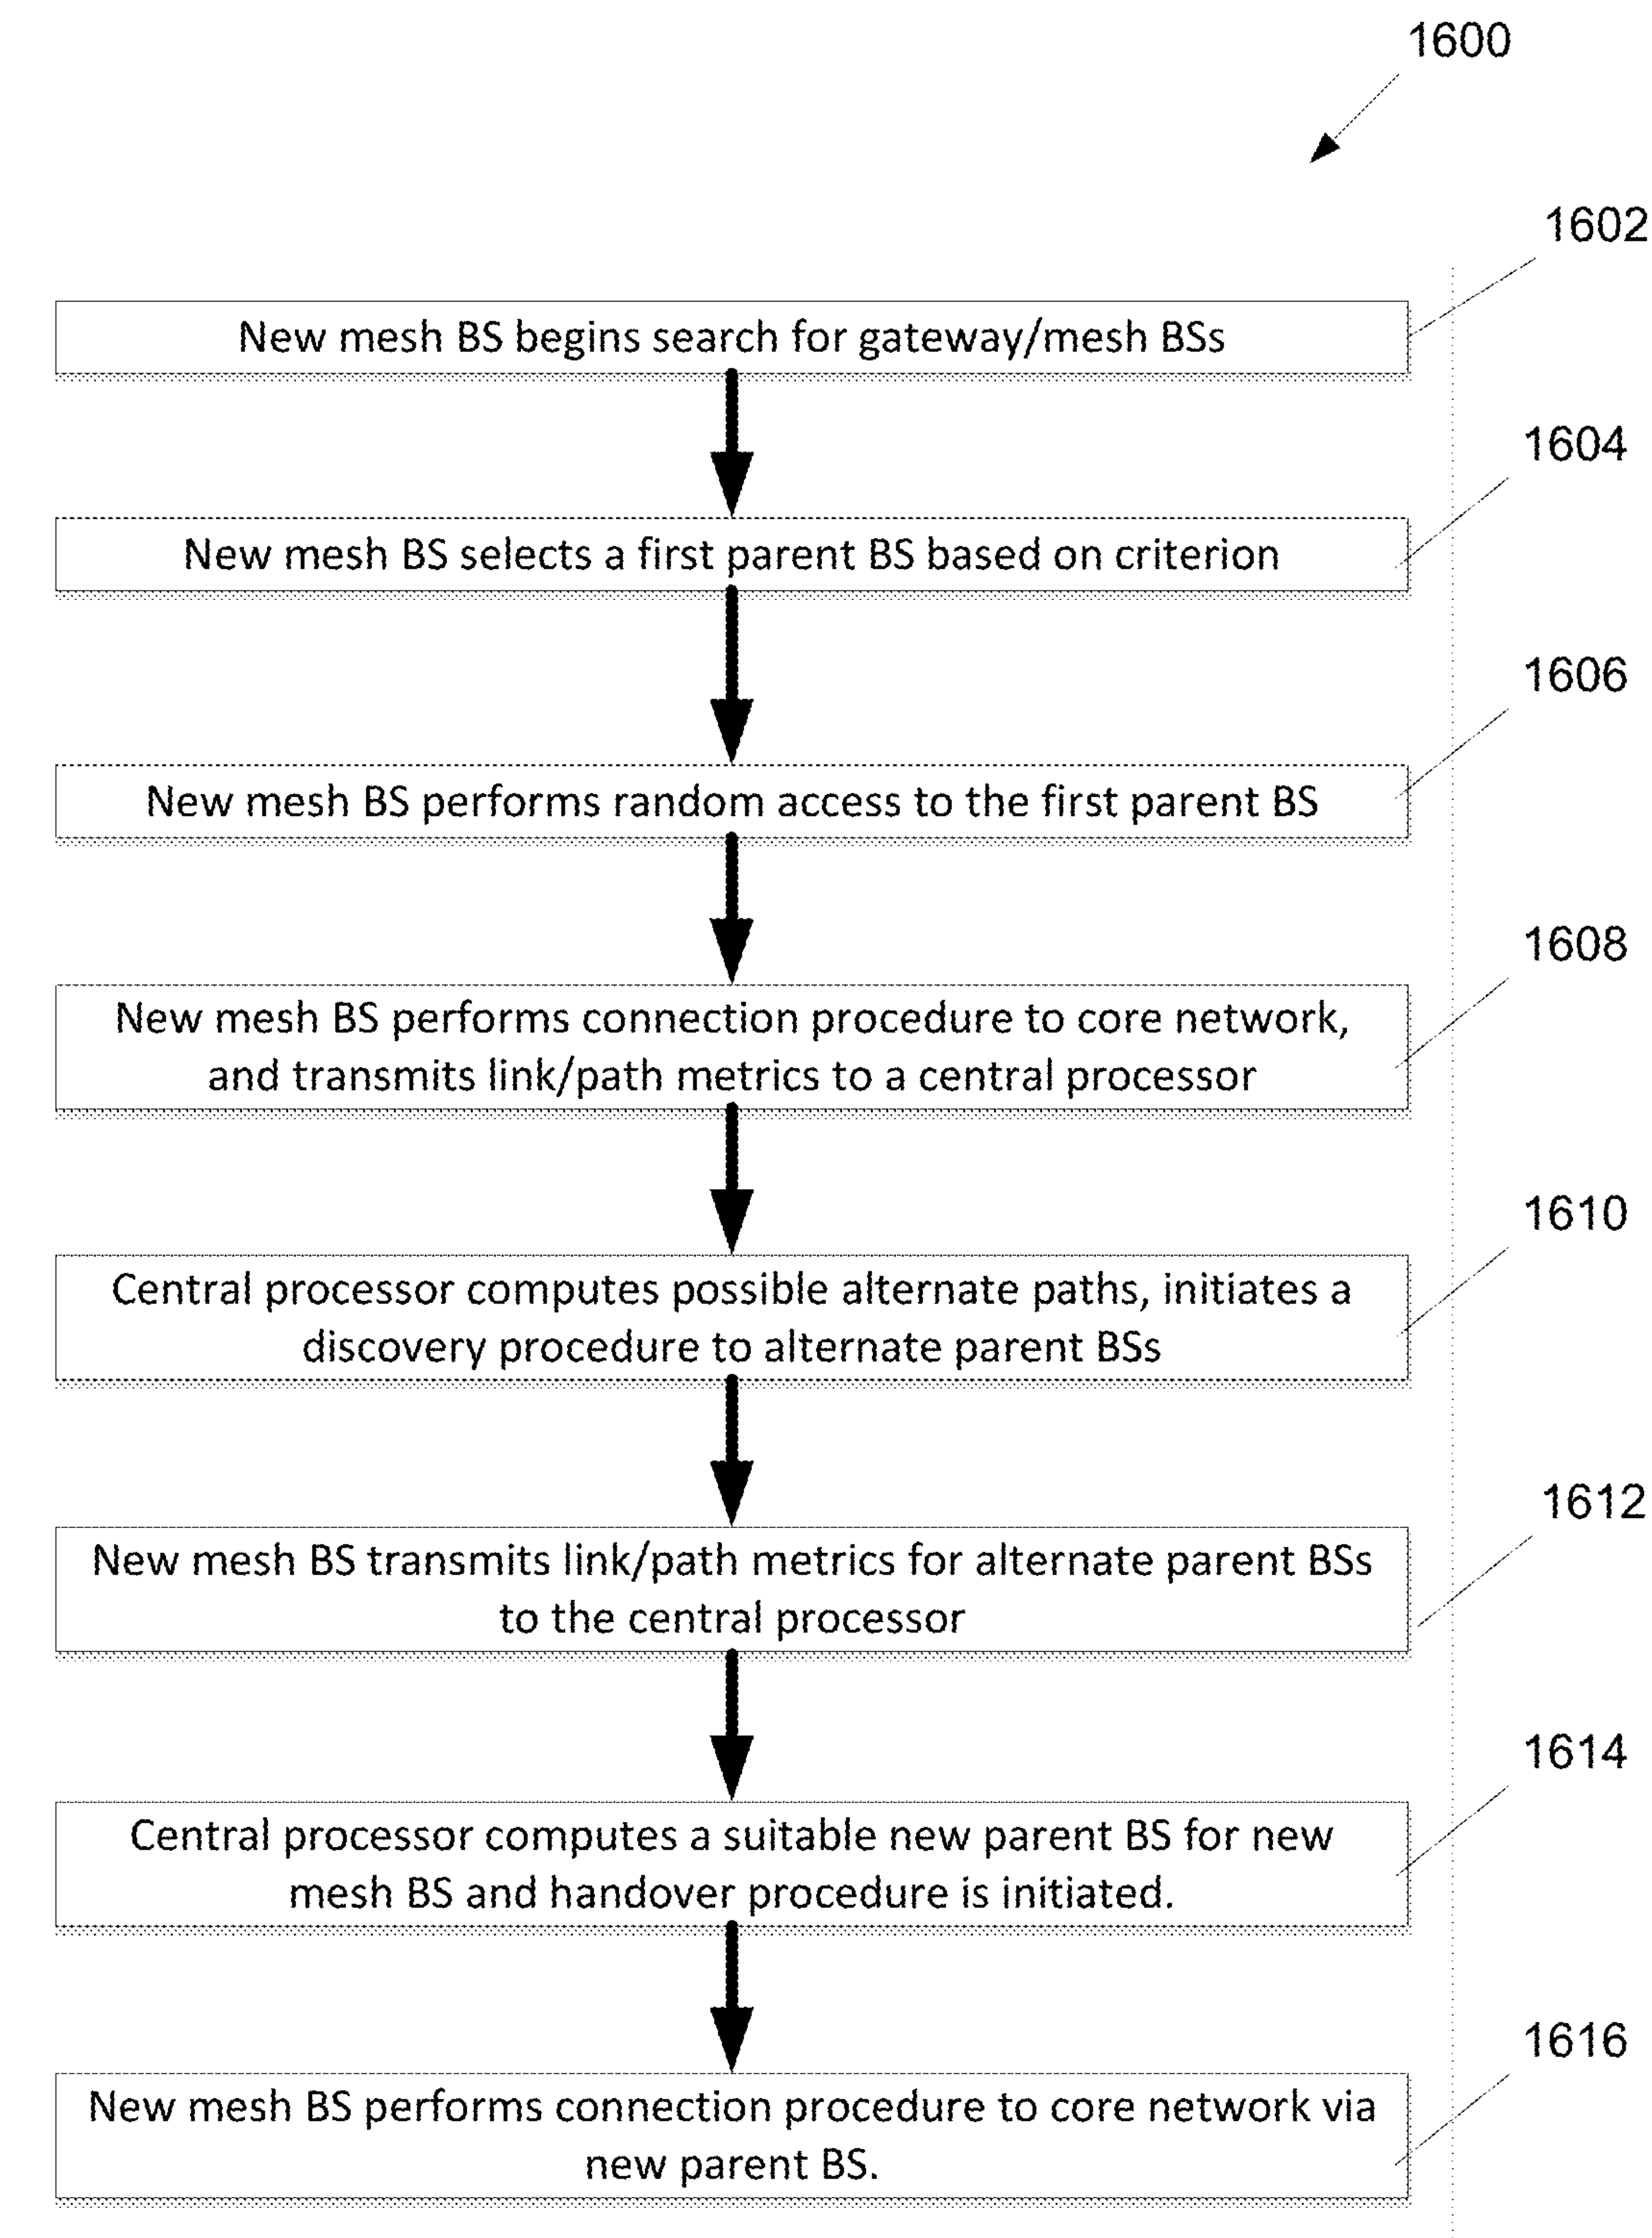 1600
1602
New mesh BS begins search for gateway/mesh BSs
1604
New mesh BS selects a first parent BS based on criterion
1606
New mesh BS performs random access to the first parent BS
1608
New mesh BS performs connection procedure to core network,
and transmits link/path metrics to a central processor
1610
Central processor computes possible alternate paths, initiates a
discovery procedure to alternate parent BSs
1612
New mesh BS transmits link/path metrics for alternate parent BSs
to the central processor
1614
Central processor computes a suitable new parent BS for new
mesh BS and handover procedure is initiated.
1616
New mesh BS performs connection procedure to core network via
new parent BS.